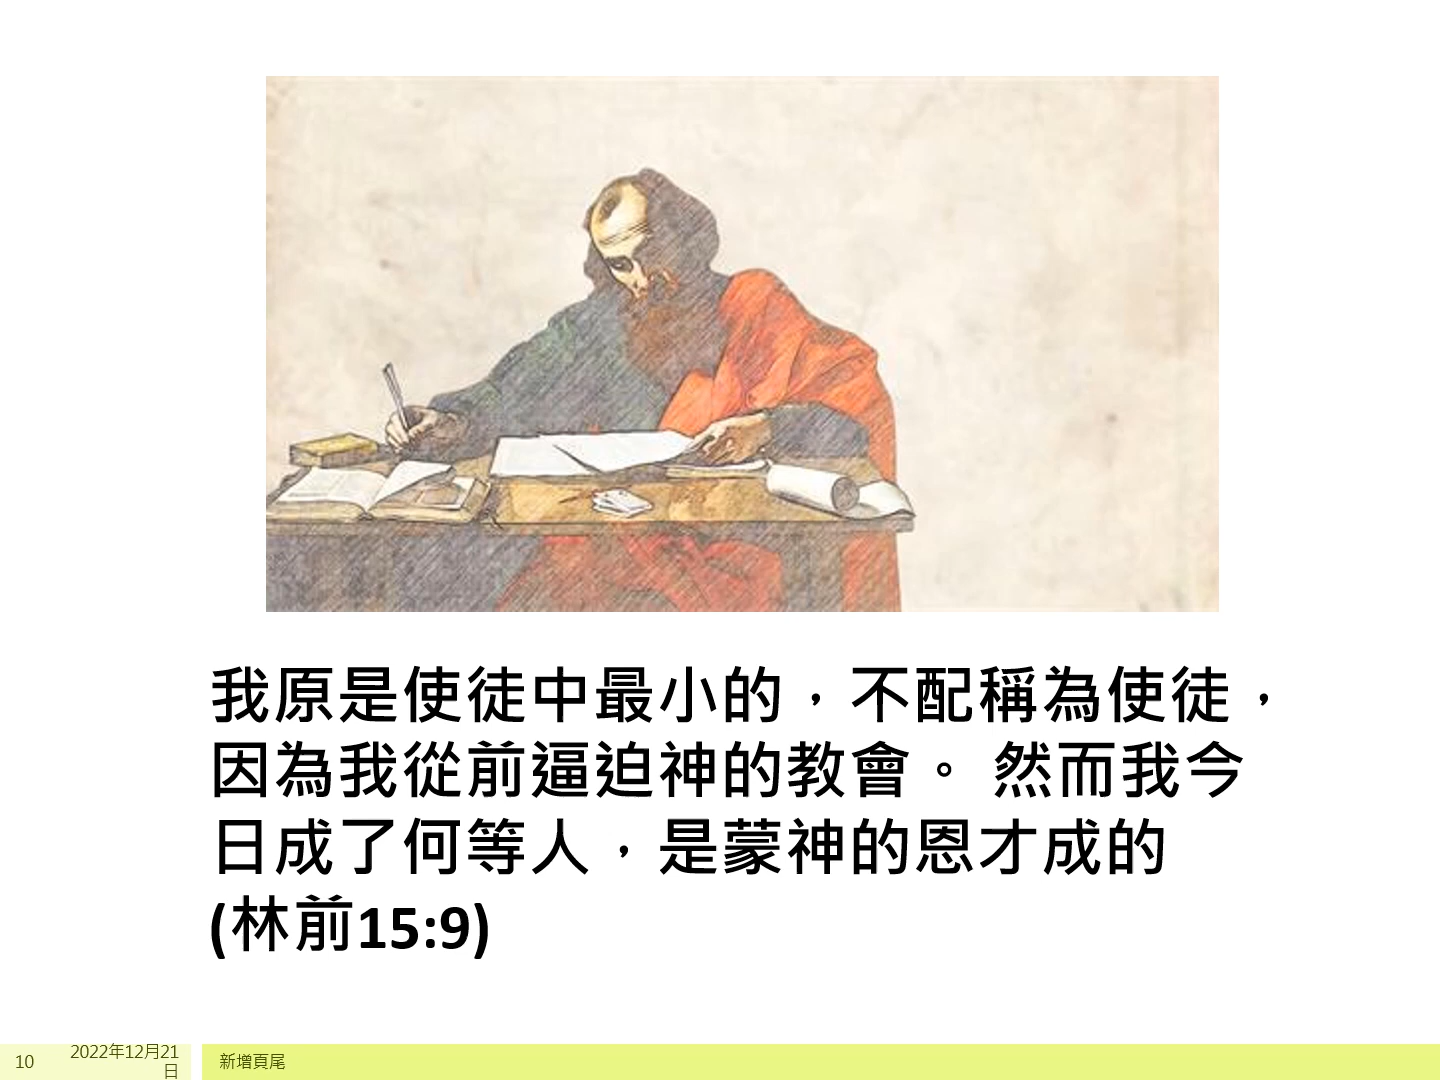 我原是使徒中最小的，不配稱為使徒，
因為我從前逼迫神的教會。 然而我今
日成了何等人，是蒙神的恩才成的
(林前15:9)
10
2022年12月21
日
新增頁尾